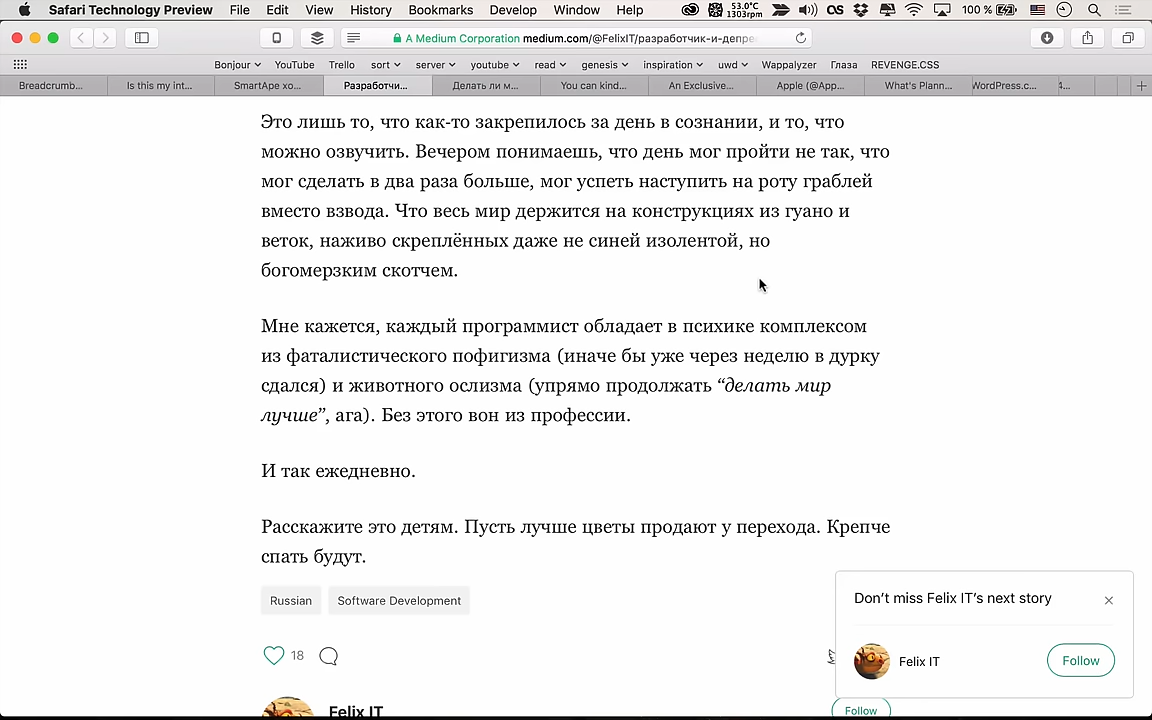 Safari Technology Preview File Edit View History Bookmarks Develop Window Help 53.0°C 1303rpm 100 %
A Medium Corporation medium.com/@FelixIT/разработчик-и-депре
Bonjour YouTube Trello sort server youtube read genesis inspiration uwd Wappalyzer Глаза REVENGE.CSS
Breadcrumb... Is this my int... SmartApe хо... Разработчи... Делать ли м... You can kind... An Exclusive... Apple (@App... What's Plann... WordPress.c... 4...
Это лишь то, что как-то закрепилось за день в сознании, и то, что
можно озвучить. Вечером понимаешь, что день мог пройти не так, что
мог сделать в два раза больше, мог успеть наступить на роту граблей
вместо взвода. Что весь мир держится на конструкциях из гуано и
веток, наживо скреплённых даже не синей изолентой, но
богомерзким скотчем.
Мне кажется, каждый программист обладает в психике комплексом
из фаталистического пофигизма (иначе бы уже через неделю в дурку
сдался) и животного ослизма (упрямо продолжать “делать мир
лучше”, ага). Без этого вон из профессии.
И так ежедневно.
Расскажите это детям. Пусть лучше цветы продают у перехода. Крепче
спать будут.
Russian Software Development
18
Don’t miss Felix IT’s next story
Felix IT Follow
Felix IT Follow